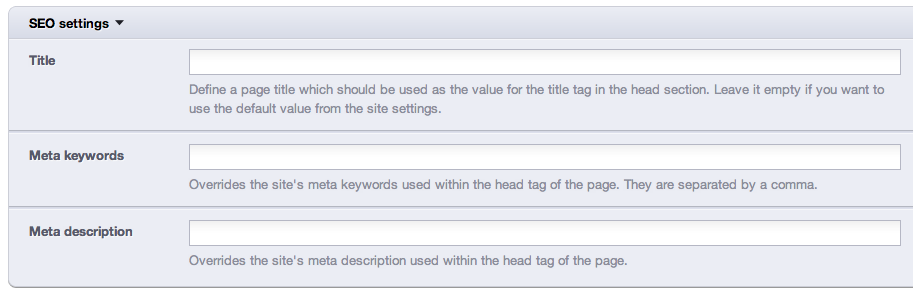 SEO settings
Title
Define a page title which should be used as the value for the title tag in the head section. Leave it empty if you want to
use the default value from the site settings.
Meta keywords
Overrides the site's meta keywords used within the head tag of the page. They are separated by a comma.
Meta description
Overrides the site's meta description used within the head tag of the page.